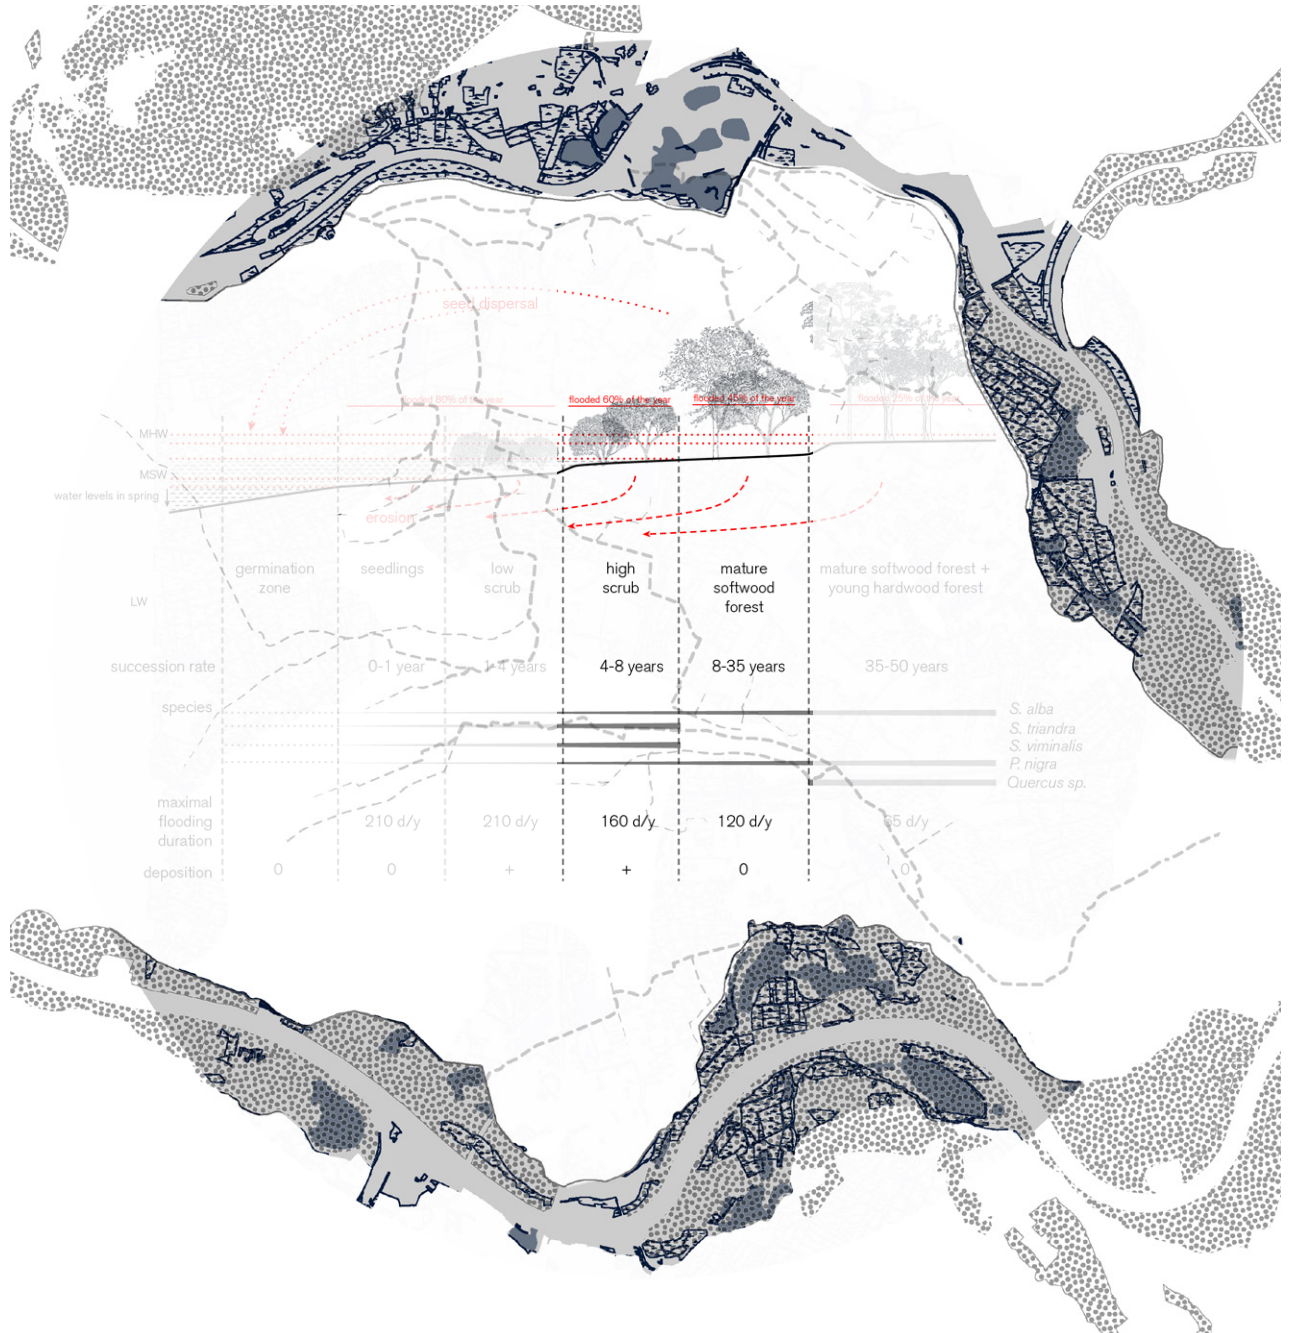 seed dispersal
flooded 80% of the year
flooded 60% of the year
flooded 45% of the year
flooded 25% of the year
MHW
MSW
water levels in spring
erosion
germination
zone
seedlings
low
scrub
high
scrub
mature
softwood
forest
mature softwood forest +
young hardwood forest
LW
succession rate
0-1 year
1-4 years
4-8 years
8-35 years
35-50 years
species
S. alba
S. triandra
S. viminalis
P. nigra
Quercus sp.
maximal
flooding
duration
210 d/y
210 d/y
160 d/y
120 d/y
65 d/y
deposition
0
0
+
+
0
0